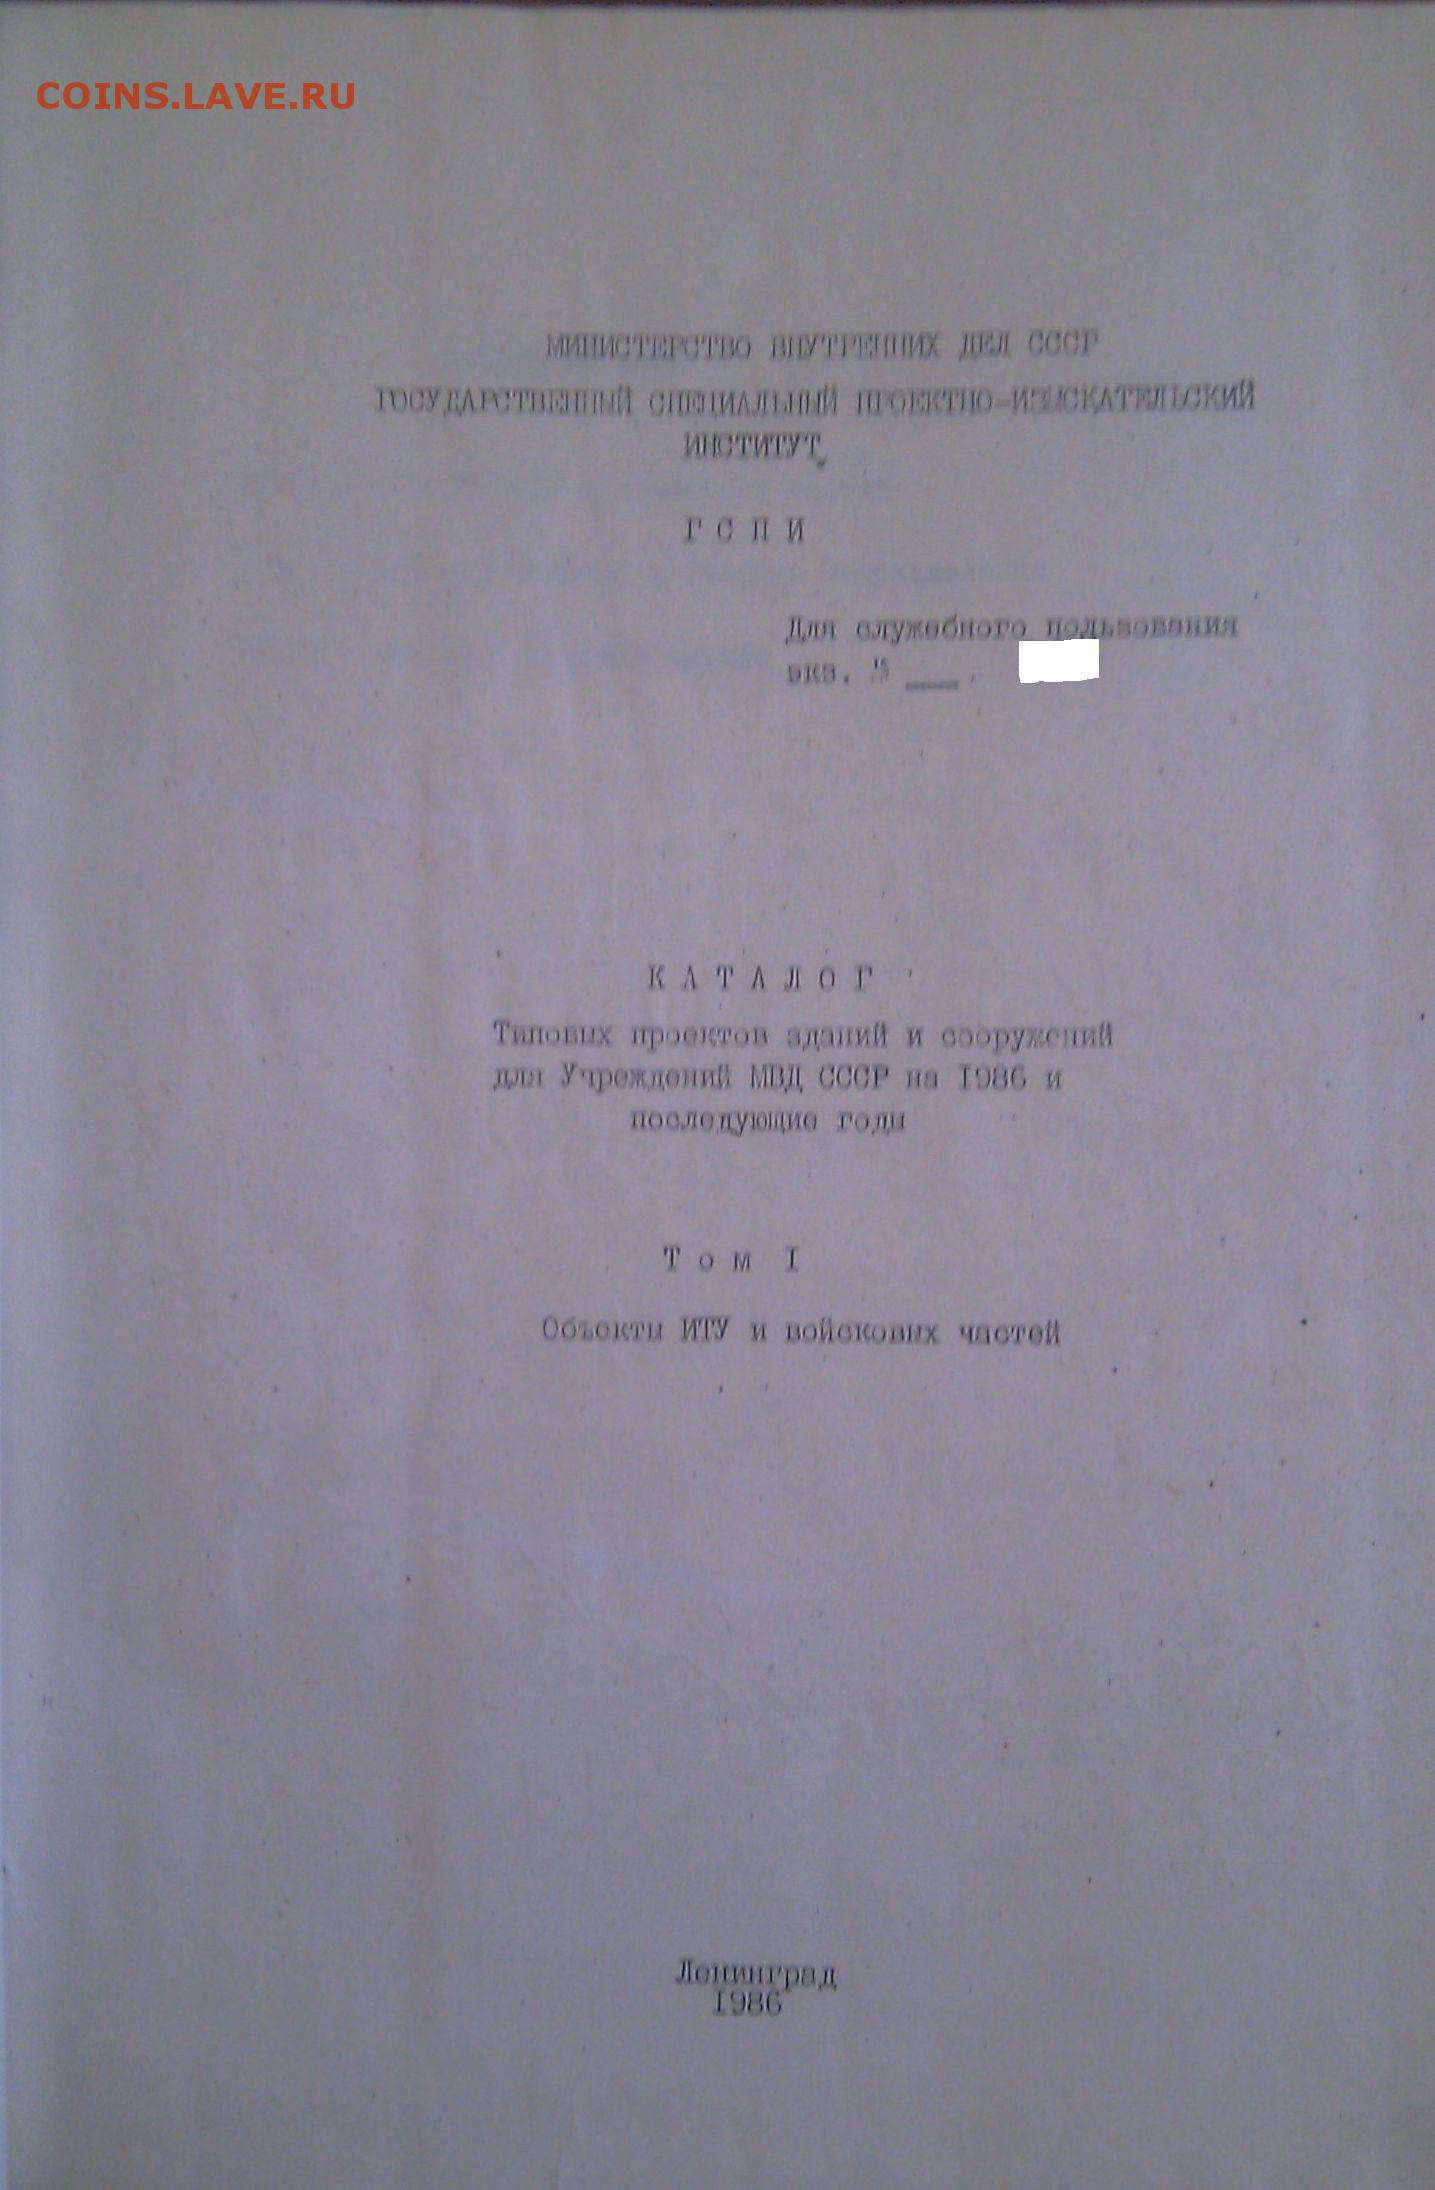 COINS.LAVE.RU
МИНИСТЕРСТВО ВНУТРЕННИХ ДЕЛ СССР
ГОСУДАРСТВЕННЫЙ СПЕЦИАЛЬНЫЙ ПРОЕКТНО-ИЗЫСКАТЕЛЬСКИЙ
ИНСТИТУТ
Г С П И
Для служебного пользования
экз. № ___
К А Т А Л О Г
Типовых проектов зданий и сооружений
для Учреждений МВД СССР на 1986 и
последующие годы
Т о м I
Объекты ИТУ и войсковых частей
Ленинград
1986